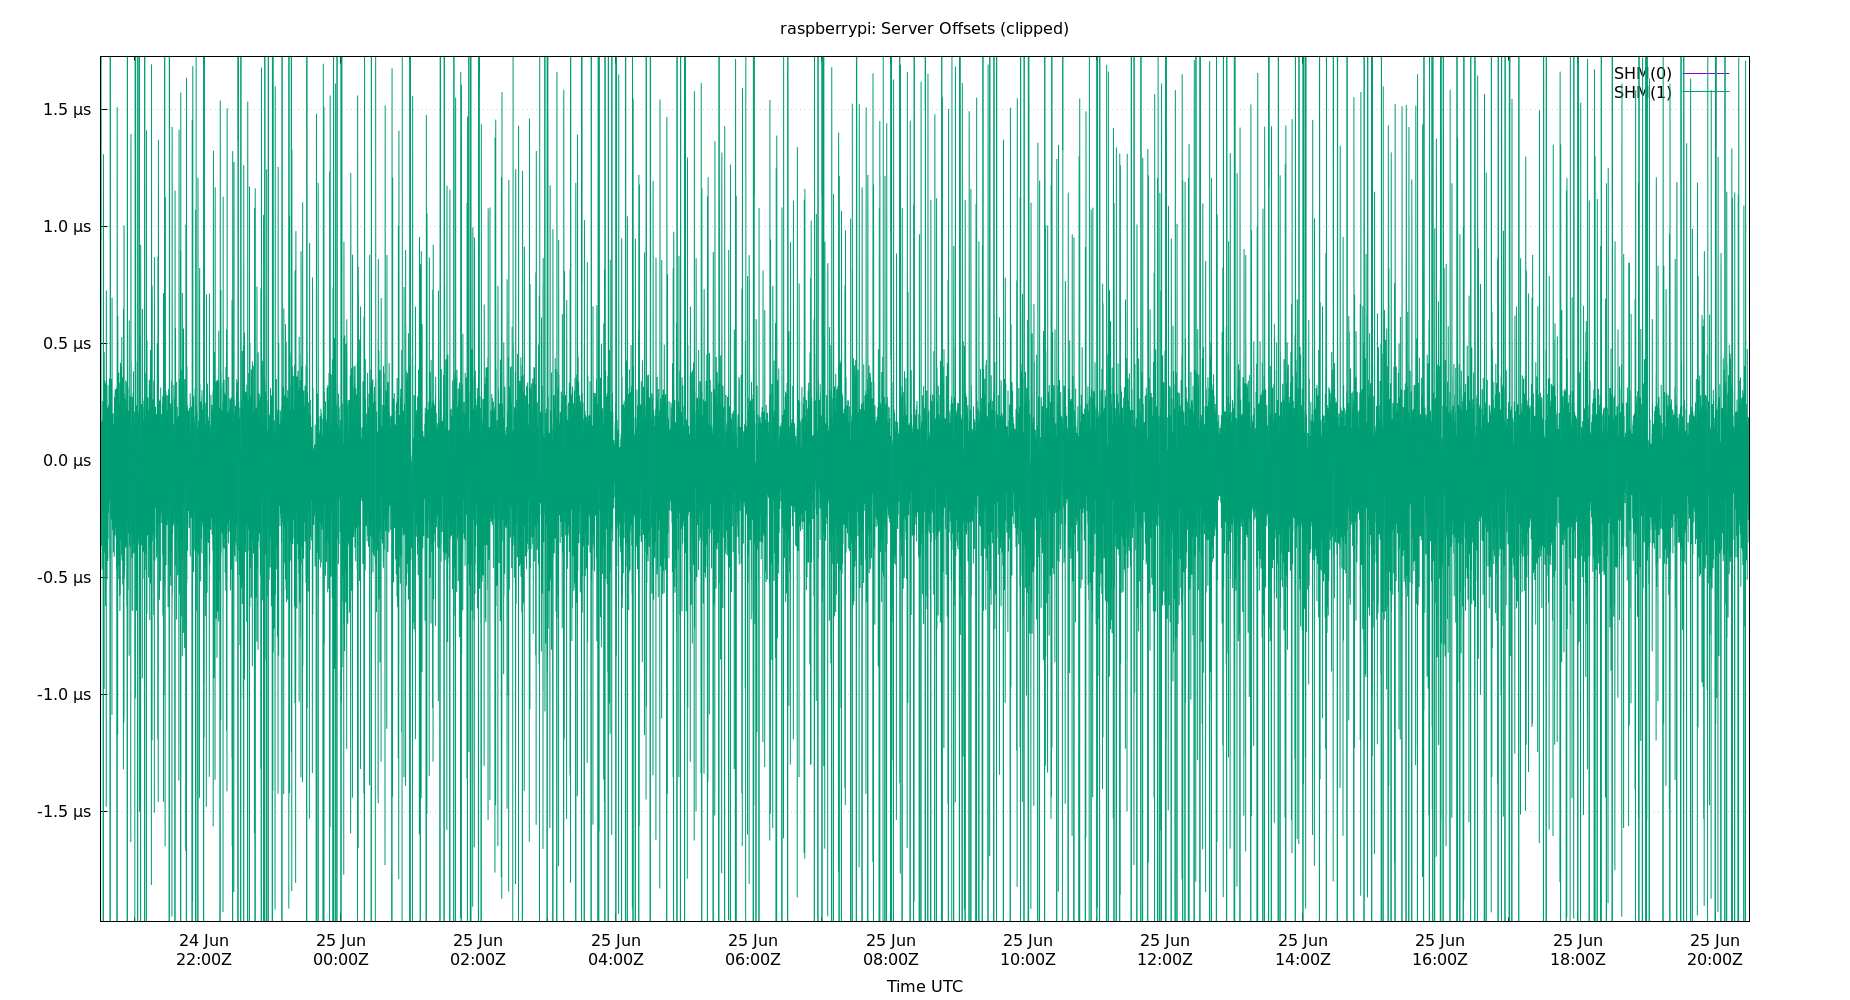 raspberrypi: Server Offsets (clipped)
SHM(0)
SHM(1)
1.5 µs
1.0 µs
0.5 µs
0.0 µs
-0.5 µs
-1.0 µs
-1.5 µs
24 Jun 25 Jun 25 Jun 25 Jun 25 Jun 25 Jun 25 Jun 25 Jun 25 Jun 25 Jun 25 Jun 25 Jun
22:00Z 00:00Z 02:00Z 04:00Z 06:00Z 08:00Z 10:00Z 12:00Z 14:00Z 16:00Z 18:00Z 20:00Z
Time UTC